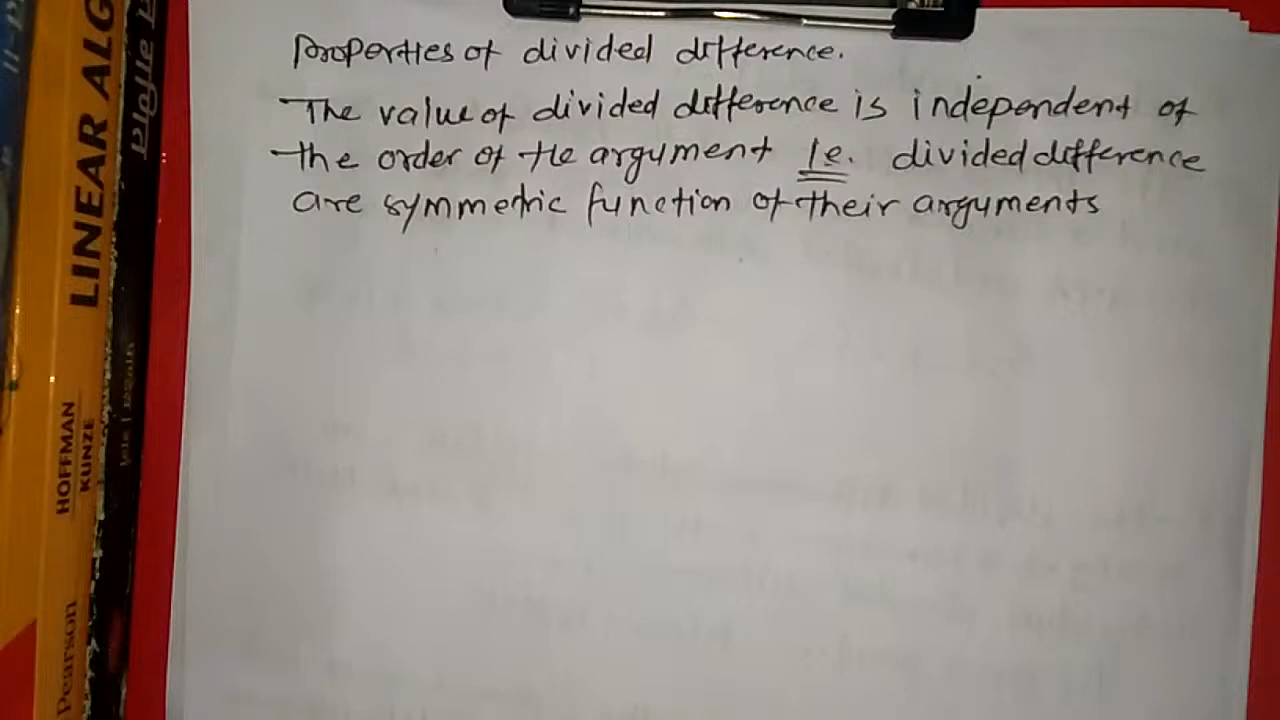 Properties of divided difference.
The value of divided difference is independent of
the order of the argument Ie. divided difference
are symmetric function of their arguments
LINEAR ALG
HOFFMAN
KUNZE
Pearson